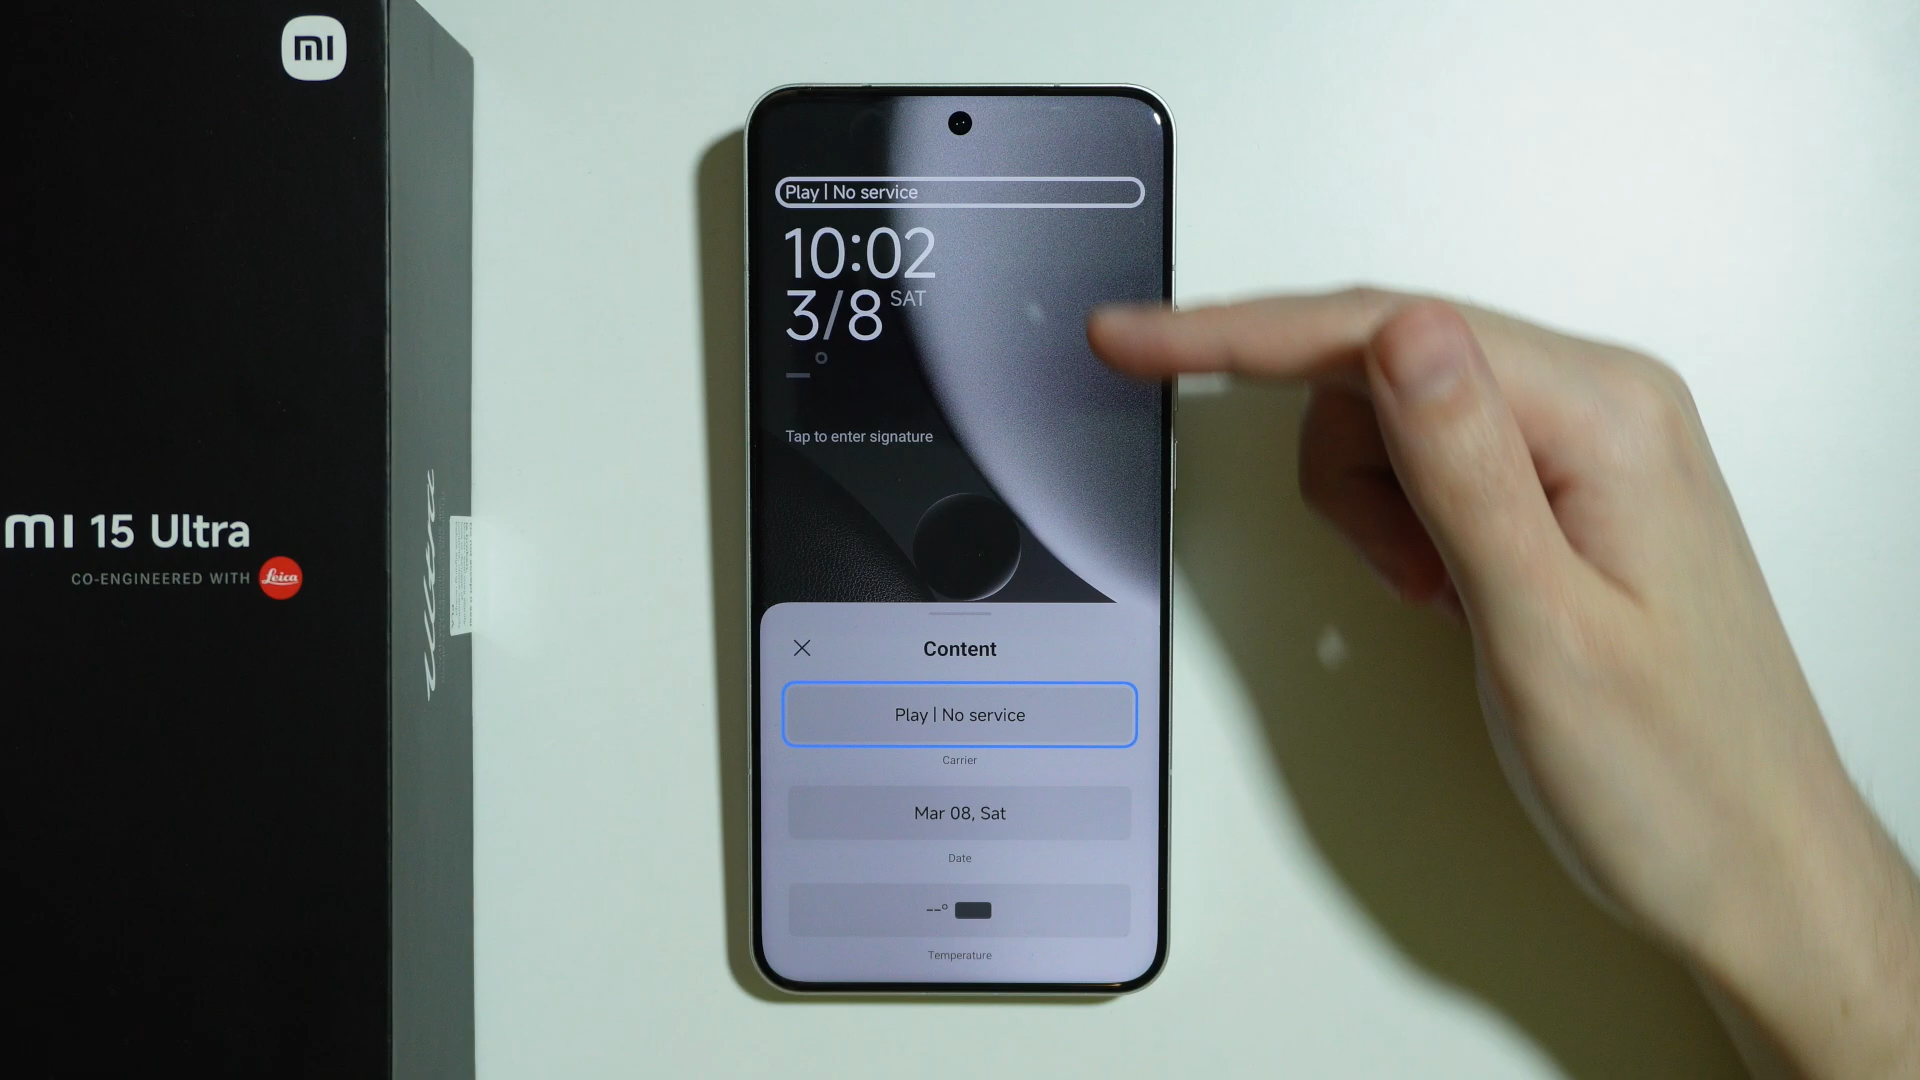 mi
mi 15 Ultra
CO-ENGINEERED WITH Leica
Ultra
Play | No service
10:02
3/8 SAT
_°
Tap to enter signature
Content
Play | No service
Carrier
Mar 08, Sat
Date
--°
Temperature